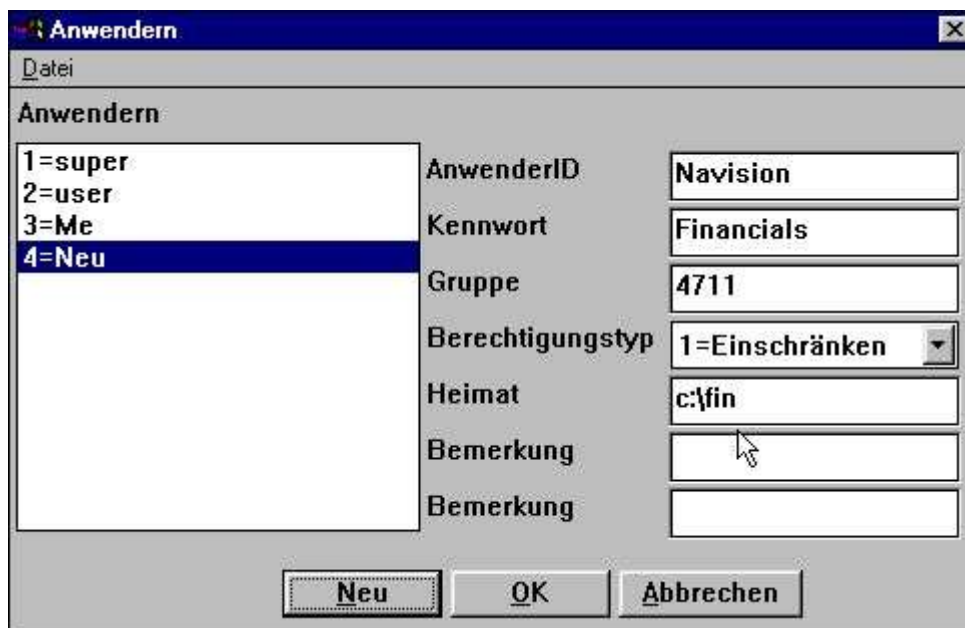 Anwendern
Datei
Anwendern
1=super
2=user
3=Me
4=Neu
AnwenderID Navision
Kennwort Financials
Gruppe 4711
Berechtigungstyp 1=Einschränken
Heimat c:\fin
Bemerkung
Bemerkung
Neu OK Abbrechen